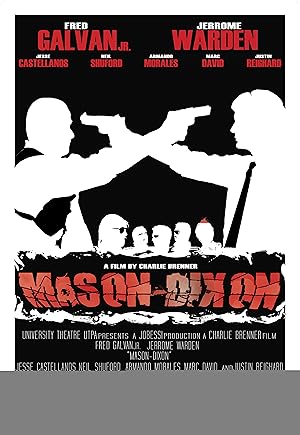 FRED
GALVAN JR.
JEBROME
WARDEN
JESSE
CASTELLANOS
NEIL
SHUFORD
ARMANDO
MORALES
MARC
DAVID
JUSTIN
REIGHARD
A FILM BY CHARLIE BRENNER
MASON-DIXON
UNIVERSITY THEATRE UTPA PRESENTS A JOBESSI PRODUCTION A CHARLIE BRENNER FILM
FRED GALVAN JR. JERROME WARDEN
"MASON-DIXON"
JESSE CASTELLANOS NEIL SHUFORD ARMANDO MORALES MARC DAVID AND JUSTIN REIGHARD